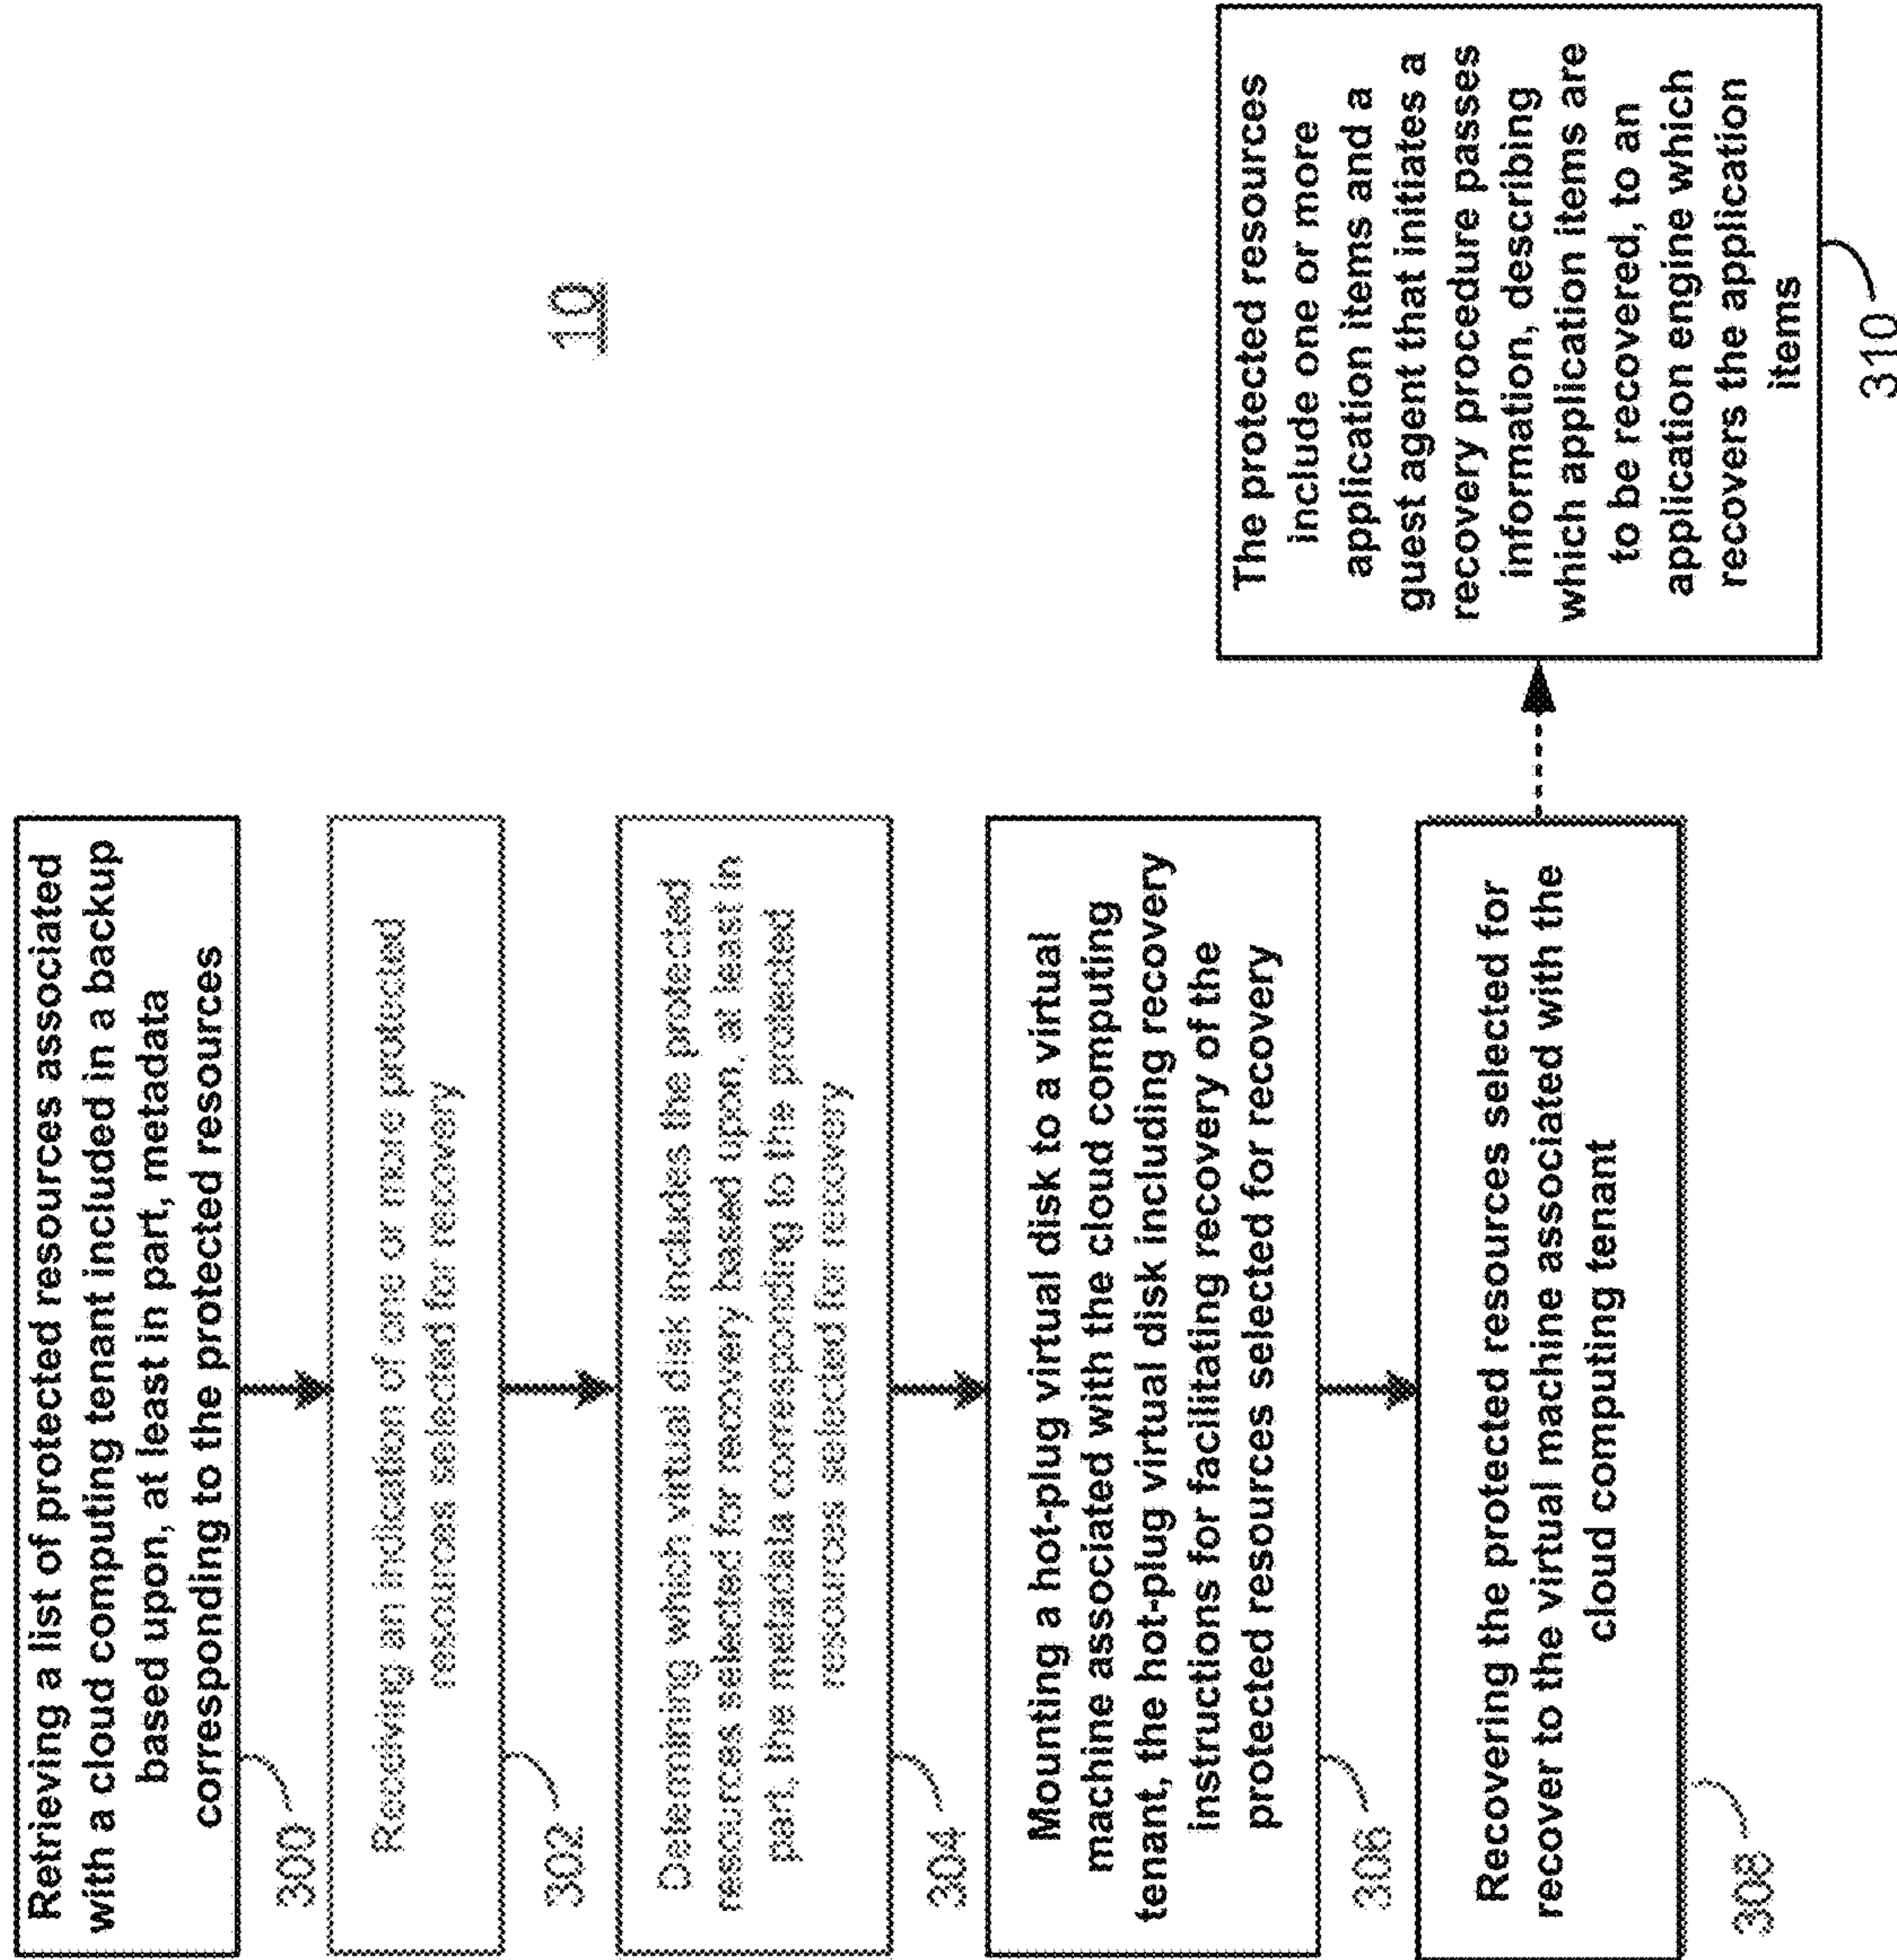 Retrieving a list of protected resources associated
with a cloud computing tenant included in a backup
based upon, at least in part, metadata
corresponding to the protected resources
300
Receiving an indication of one or more protected
resources selected for recovery
302
Determining which virtual disk includes the protected
resources selected for recovery based upon, at least in
part, the metadata corresponding to the protected
resources selected for recovery
304
Mounting a hot-plug virtual disk to a virtual
machine associated with the cloud computing
tenant, the hot-plug virtual disk including recovery
instructions for facilitating recovery of the
protected resources selected for recovery
306
Recovering the protected resources selected for
recover to the virtual machine associated with the
cloud computing tenant
308
10
The protected resources
include one or more
application items and a
guest agent that initiates a
recovery procedure passes
information, describing
which application items are
to be recovered, to an
application engine which
recovers the application
items
310